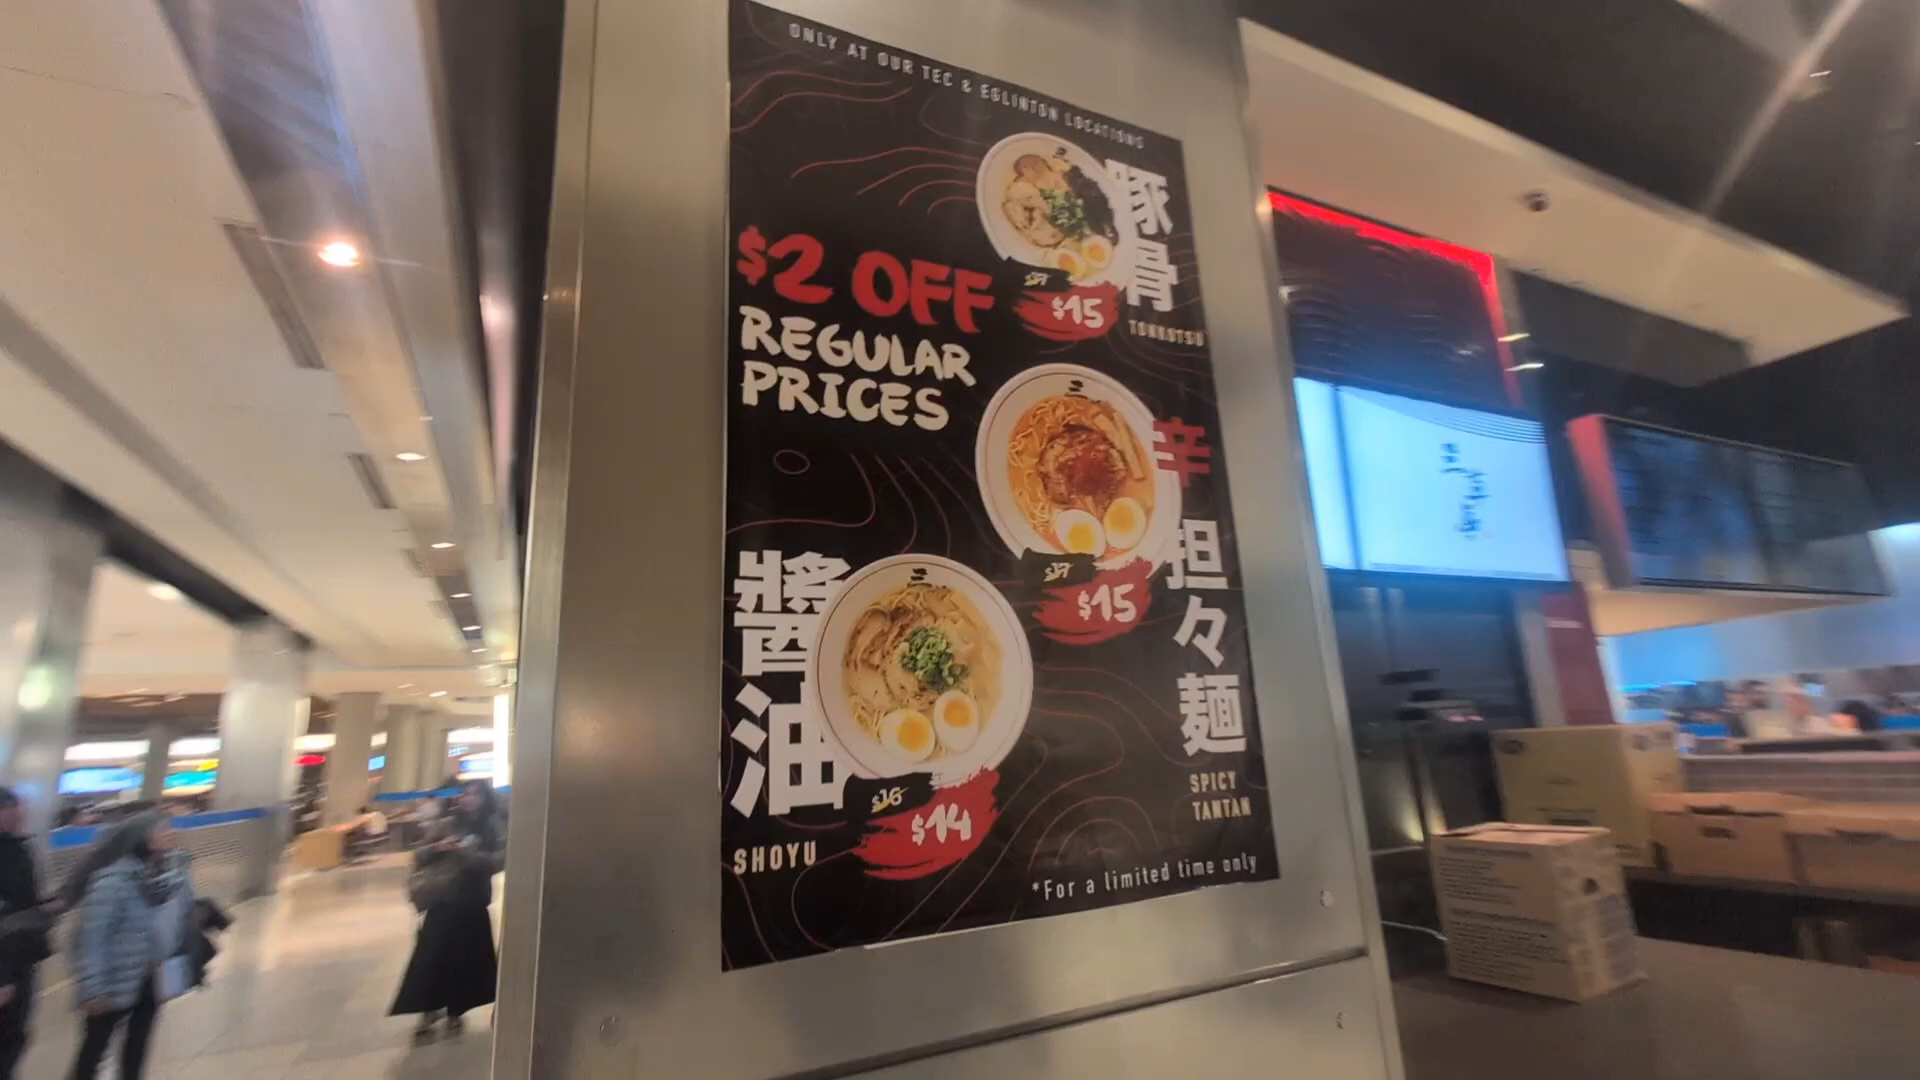 ONLY AT OUR TEC & EGLINTON LOCATIONS
豚骨
$17
$15
TONKOTSU
$2 OFF
REGULAR
PRICES
辛
担々麺
$17
$15
SPICY
TANTAN
醬油
$16
$14
SHOYU
*For a limited time only